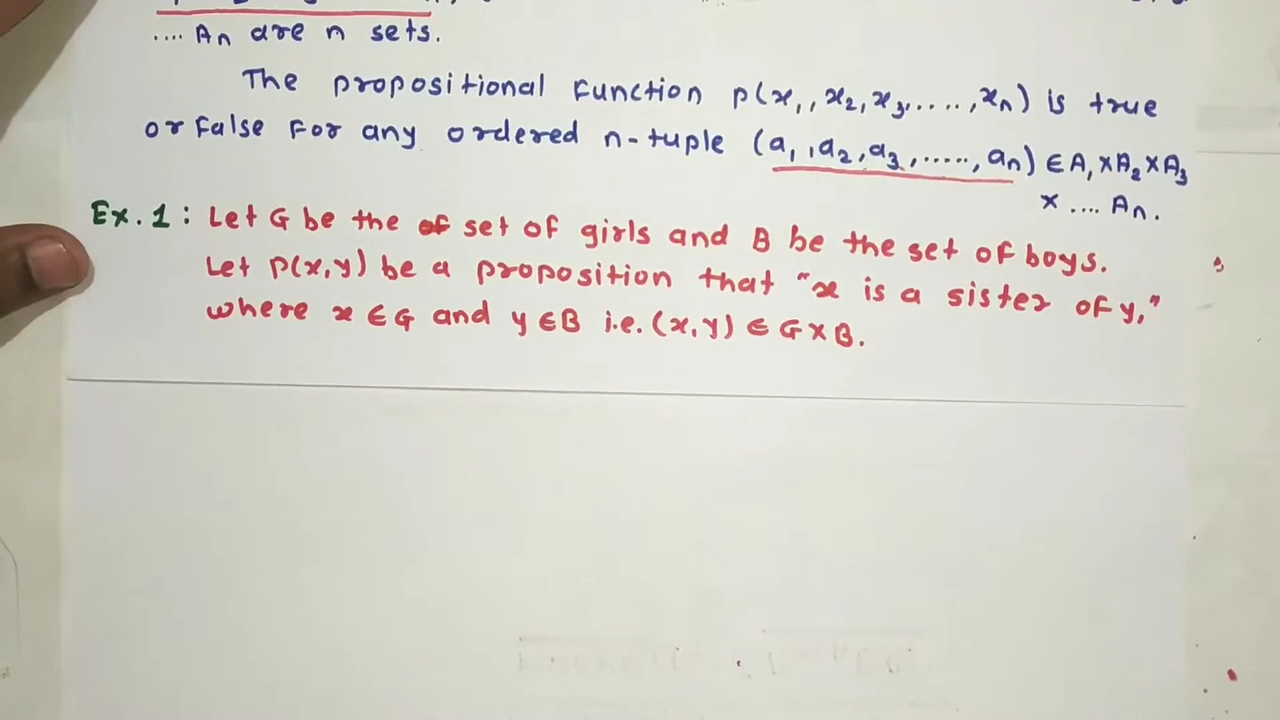 .... An are n sets.
The propositional Function P(x₁, x₂, x₃, ....., xₙ) is true
or False For any ordered n-tuple (a₁, a₂, a₃, ....., aₙ) ∈ A₁ × A₂ × A₃
× .... Aₙ.
Ex. 1 : Let G be the set of girls and B be the set of boys.
Let P(x,y) be a proposition that "x is a sister of y,"
where x ∈ G and y ∈ B i.e. (x,y) ∈ G × B.